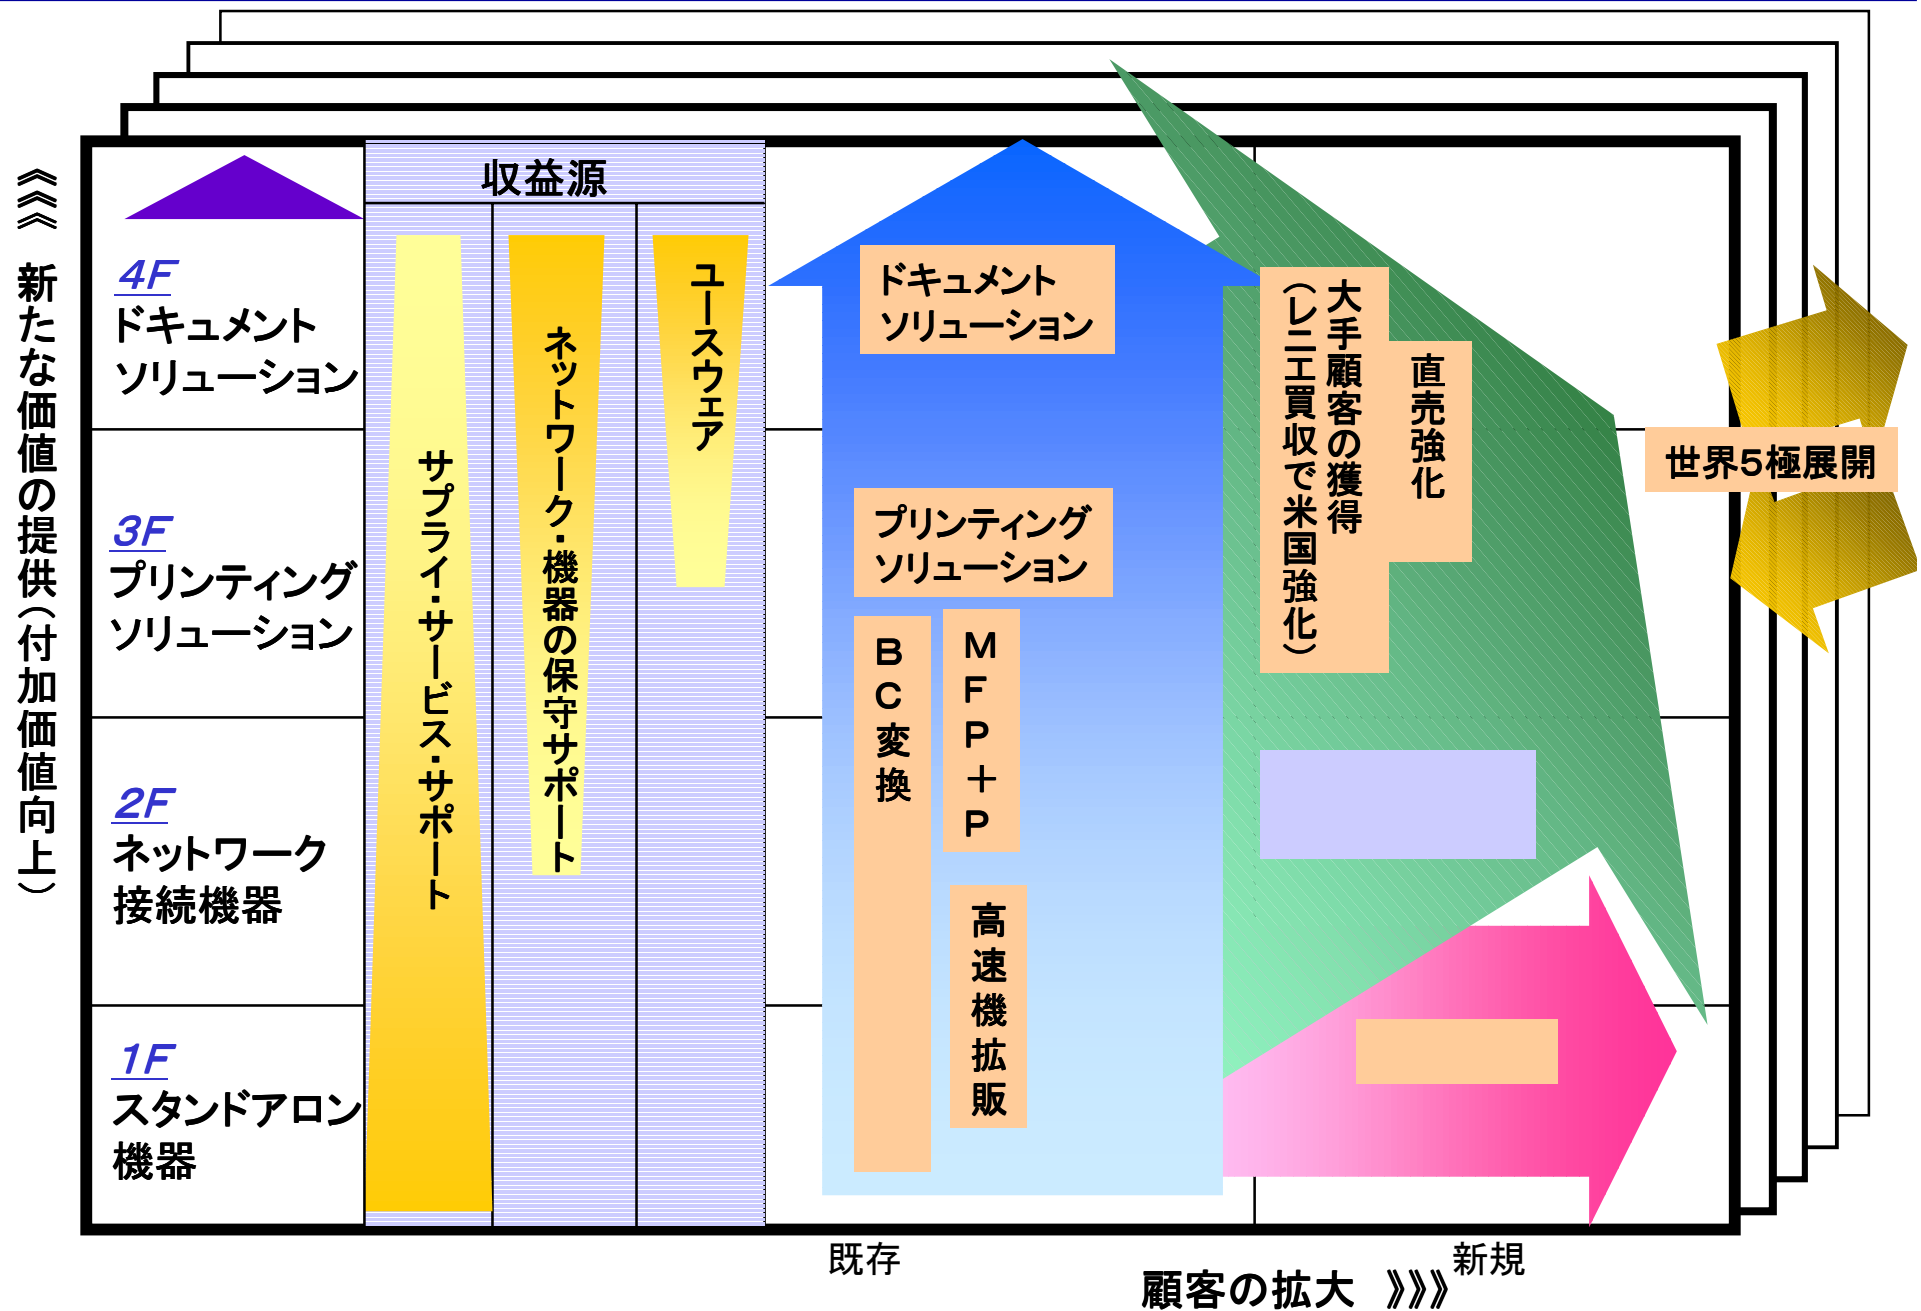 《《《 新たな価値の提供（付加価値向上）
4F
ドキュメント
ソリューション
3F
プリンティング
ソリューション
2F
ネットワーク
接続機器
1F
スタンドアロン
機器
収益源
サプライ・サービス・サポート
ネットワーク・機器の保守サポート
ユースウェア
ドキュメント
ソリューション
プリンティング
ソリューション
BC変換
MFP＋P
高速機拡販
大手顧客の獲得
（レニエ買収で米国強化）
直売強化
世界5極展開
既存
新規
顧客の拡大 》》》